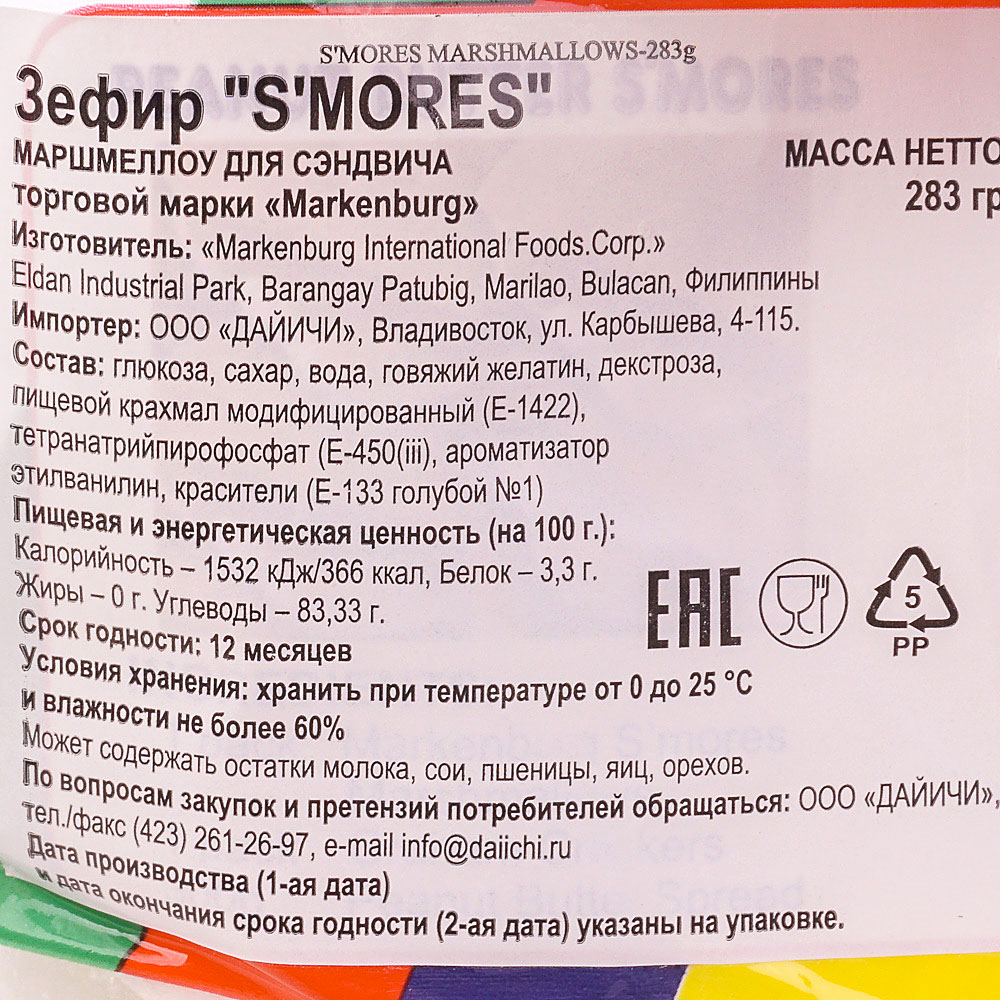 S'MORES MARSHMALLOWS-283g
Зефир "S'MORES"
МАРШМЕЛЛОУ ДЛЯ СЭНДВИЧА
торговой марки «Markenburg»
МАССА НЕТТО
283 гр
Изготовитель: «Markenburg International Foods.Corp.»
Eldan Industrial Park, Barangay Patubig, Marilao, Bulacan, Филиппины
Импортер: ООО «ДАЙИЧИ», Владивосток, ул. Карбышева, 4-115.
Состав: глюкоза, сахар, вода, говяжий желатин, декстроза,
пищевой крахмал модифицированный (Е-1422),
тетранатрийпирофосфат (Е-450(iii), ароматизатор
этилванилин, красители (Е-133 голубой №1)
Пищевая и энергетическая ценность (на 100 г.):
Калорийность – 1532 кДж/366 ккал, Белок – 3,3 г.
Жиры – 0 г. Углеводы – 83,33 г.
Срок годности: 12 месяцев
EAC
5
PP
Условия хранения: хранить при температуре от 0 до 25 °С
и влажности не более 60%
Может содержать остатки молока, сои, пшеницы, яиц, орехов.
По вопросам закупок и претензий потребителей обращаться: ООО «ДАЙИЧИ»,
тел./факс (423) 261-26-97, e-mail info@daiichi.ru
Дата производства (1-ая дата)
и дата окончания срока годности (2-ая дата) указаны на упаковке.